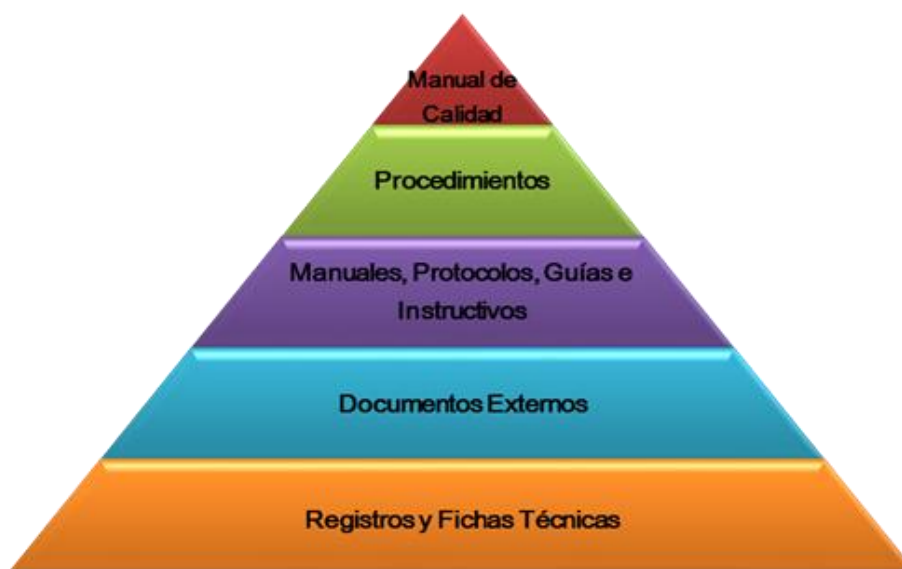 Manual de
Calidad
Procedimientos
Manuales, Protocolos, Guías e
Instructivos
Documentos Externos
Registros y Fichas Técnicas